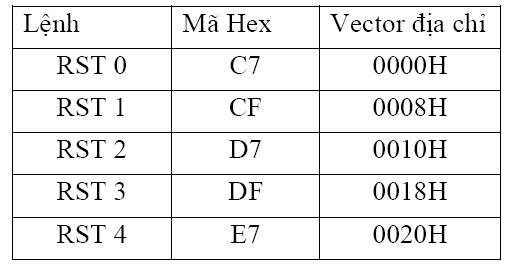 Lệnh Mã Hex Vector địa chỉ
RST 0 C7 0000H
RST 1 CF 0008H
RST 2 D7 0010H
RST 3 DF 0018H
RST 4 E7 0020H